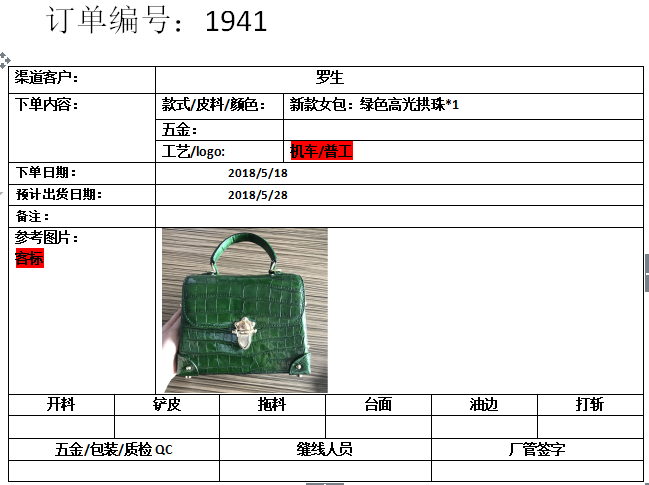 订单编号：1941
渠道客户： 罗生
下单内容： 款式/皮料/颜色： 新款女包：绿色高光拱珠*1
五金：
工艺/logo: 机车/普工
下单日期： 2018/5/18
预计出货日期： 2018/5/28
备注：
参考图片：
客标
开料 铲皮 拖料 台面 油边 打斩
五金/包装/质检 QC 缝线人员 厂管签字